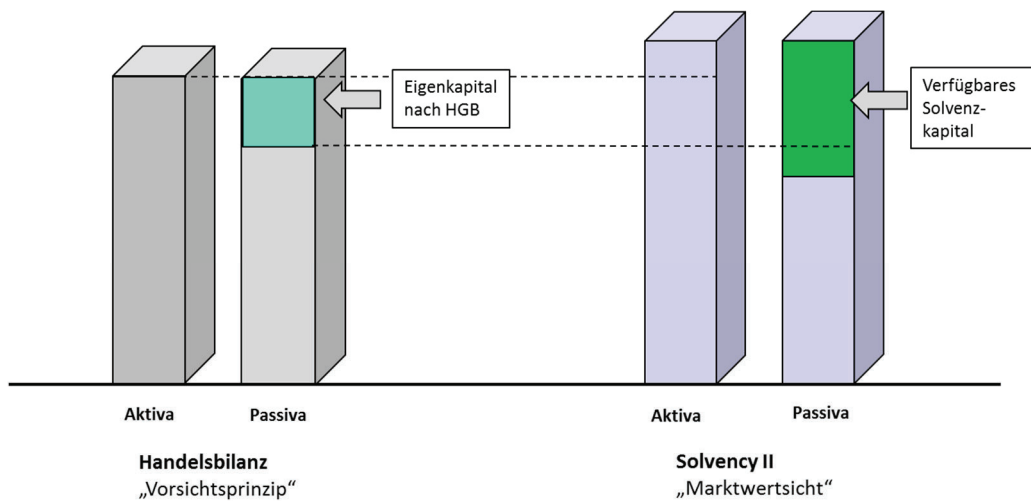 Eigenkapital
nach HGB
Verfügbares
Solvenz-
kapital
Aktiva
Passiva
Aktiva
Passiva
Handelsbilanz
„Vorsichtsprinzip“
Solvency II
„Marktwertsicht“